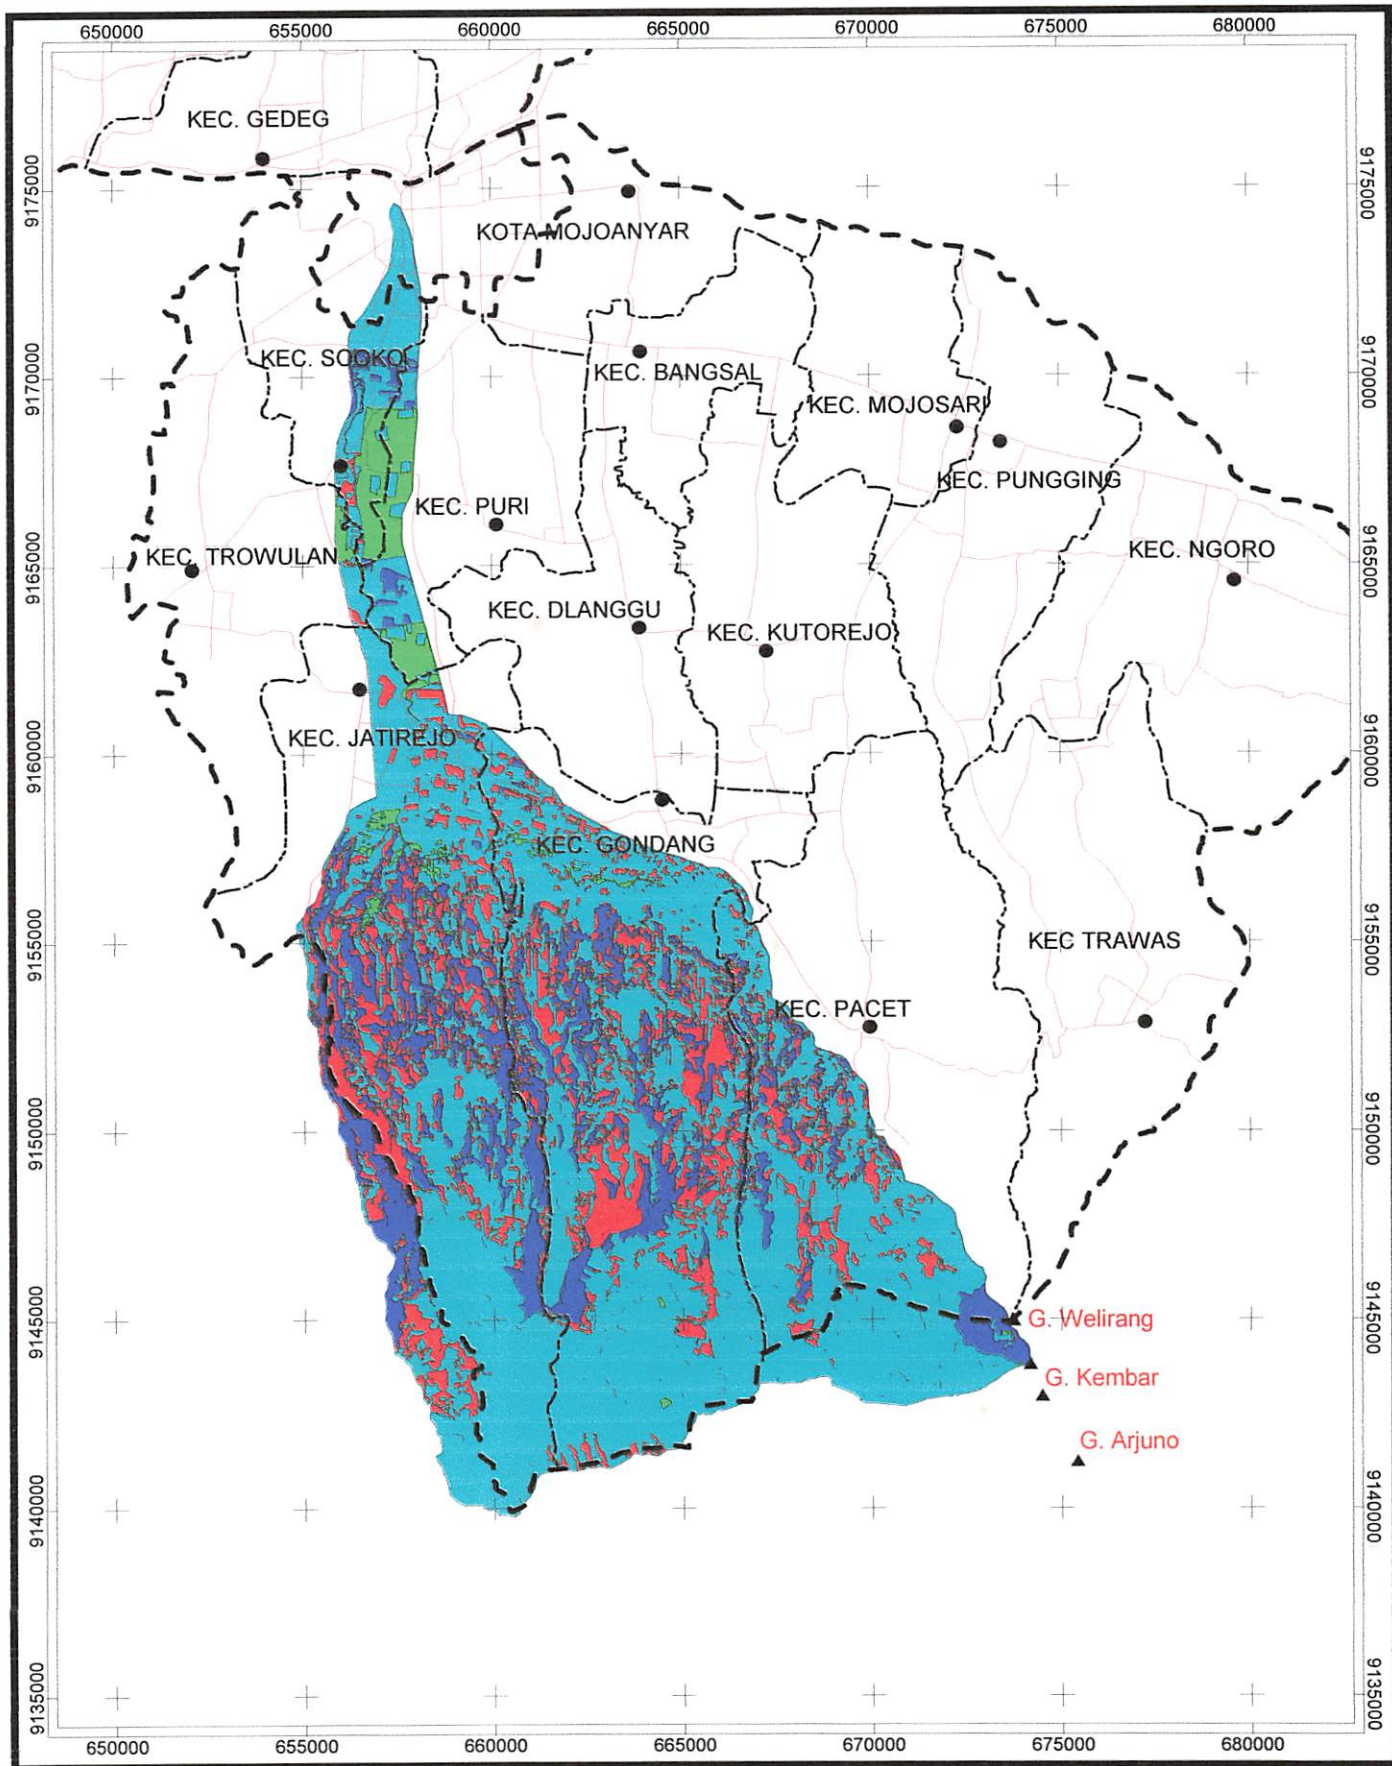 650000 655000 660000 665000 670000 675000 680000
KEC. GEDEG
9175000
9175000
KOTA MOJOANYAR
KEC. SOOKO
9170000
KEC. BANGSAL
9170000
KEC. MOJOSARI
KEC. PUNGGING
KEC. PURI
KEC. TROWULAN
KEC. NGORO
9165000
9165000
KEC. DLANGGU
KEC. KUTOREJO
KEC. JATIREJO
9160000
9160000
KEC. GONDANG
KEC TRAWAS
9155000
9155000
KEC. PACET
9150000
9150000
G. Welirang
9145000
9145000
G. Kembar
G. Arjuno
9140000
9140000
9135000
9135000
650000 655000 660000 665000 670000 675000 680000